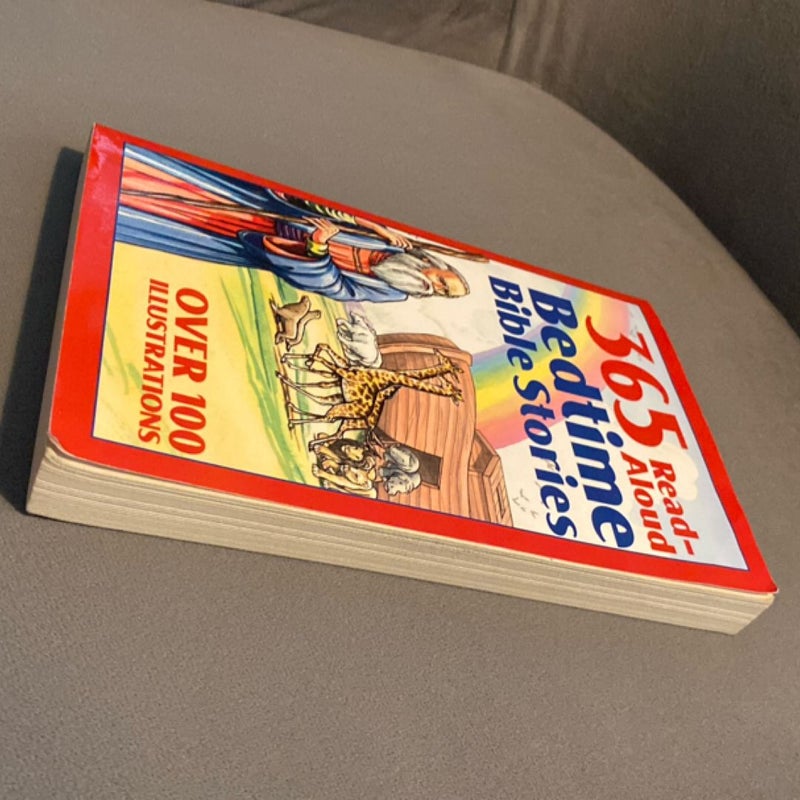 365 Read-
Aloud
Bedtime
Bible Stories
OVER 100
ILLUSTRATIONS